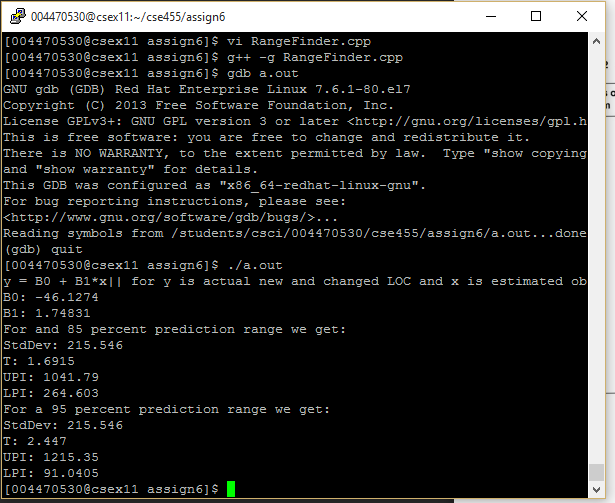 004470530@csex11:~/cse455/assign6
[004470530@csex11 assign6]$ vi RangeFinder.cpp
[004470530@csex11 assign6]$ g++ -g RangeFinder.cpp
[004470530@csex11 assign6]$ gdb a.out
GNU gdb (GDB) Red Hat Enterprise Linux 7.6.1-80.el7
Copyright (C) 2013 Free Software Foundation, Inc.
License GPLv3+: GNU GPL version 3 or later <http://gnu.org/licenses/gpl.h
This is free software: you are free to change and redistribute it.
There is NO WARRANTY, to the extent permitted by law.  Type "show copying
and "show warranty" for details.
This GDB was configured as "x86_64-redhat-linux-gnu".
For bug reporting instructions, please see:
<http://www.gnu.org/software/gdb/bugs/>...
Reading symbols from /students/csci/004470530/cse455/assign6/a.out...done
(gdb) quit
[004470530@csex11 assign6]$ ./a.out
y = B0 + B1*x|| for y is actual new and changed LOC and x is estimated ob
B0: -46.1274
B1: 1.74831
For and 85 percent prediction range we get:
StdDev: 215.546
T: 1.6915
UPI: 1041.79
LPI: 264.603
For a 95 percent prediction range we get:
StdDev: 215.546
T: 2.447
UPI: 1215.35
LPI: 91.0405
[004470530@csex11 assign6]$